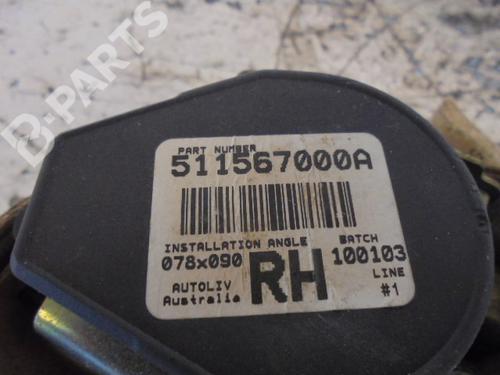 B-PARTS
PART NUMBER
511567000A
INSTALLATION ANGLE
078x090
RH
BATCH
100103
LINE
#1
AUTOLIV
Australia